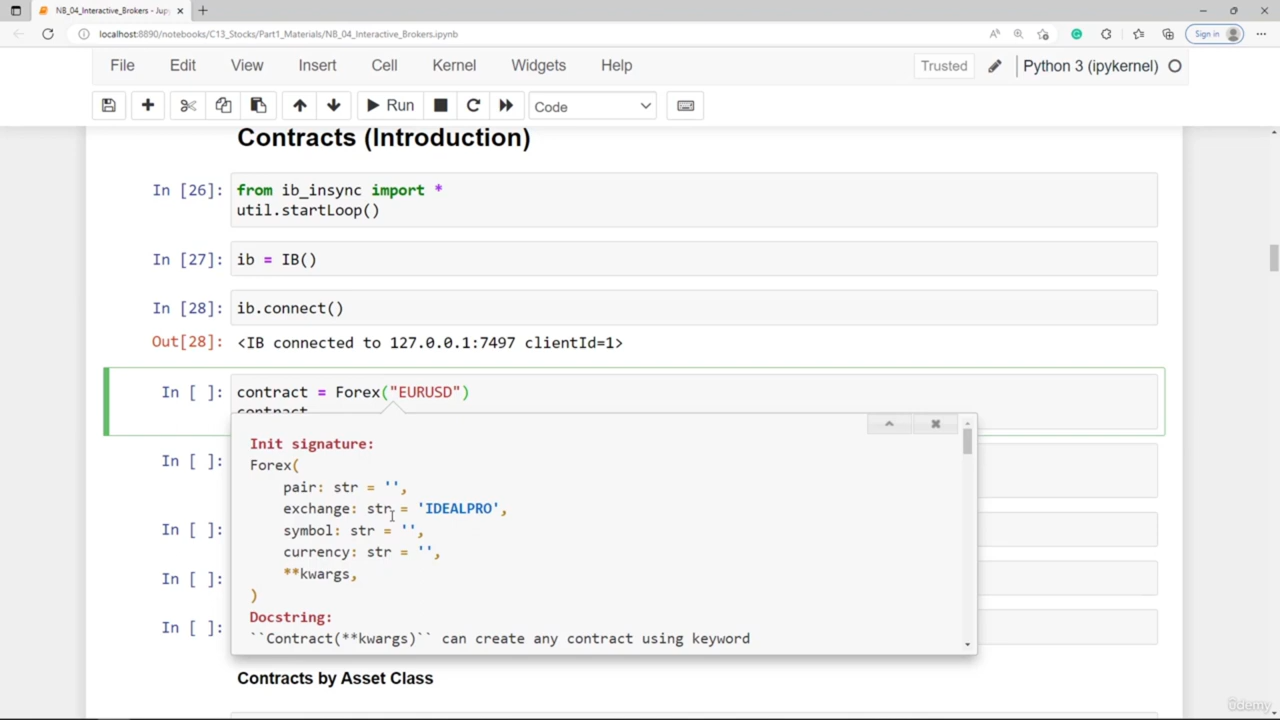 NB_04_Interactive_Brokers - Jup
localhost:8890/notebooks/C13_Stocks/Part1_Materials/NB_04_Interactive_Brokers.ipynb
Sign in
File Edit View Insert Cell Kernel Widgets Help
Trusted
Python 3 (ipykernel)
Run
Code
Contracts (Introduction)
In [26]: from ib_insync import *
util.startLoop()
In [27]: ib = IB()
In [28]: ib.connect()
Out[28]: <IB connected to 127.0.0.1:7497 clientId=1>
In [ ]: contract = Forex("EURUSD")
contract
Init signature:
In [ ]:
Forex(
pair: str = '',
exchange: str = 'IDEALPRO',
In [ ]:
symbol: str = '',
currency: str = '',
In [ ]:
**kwargs,
)
Docstring:
In [ ]:
``Contract(**kwargs)`` can create any contract using keyword
Contracts by Asset Class
ûdemy